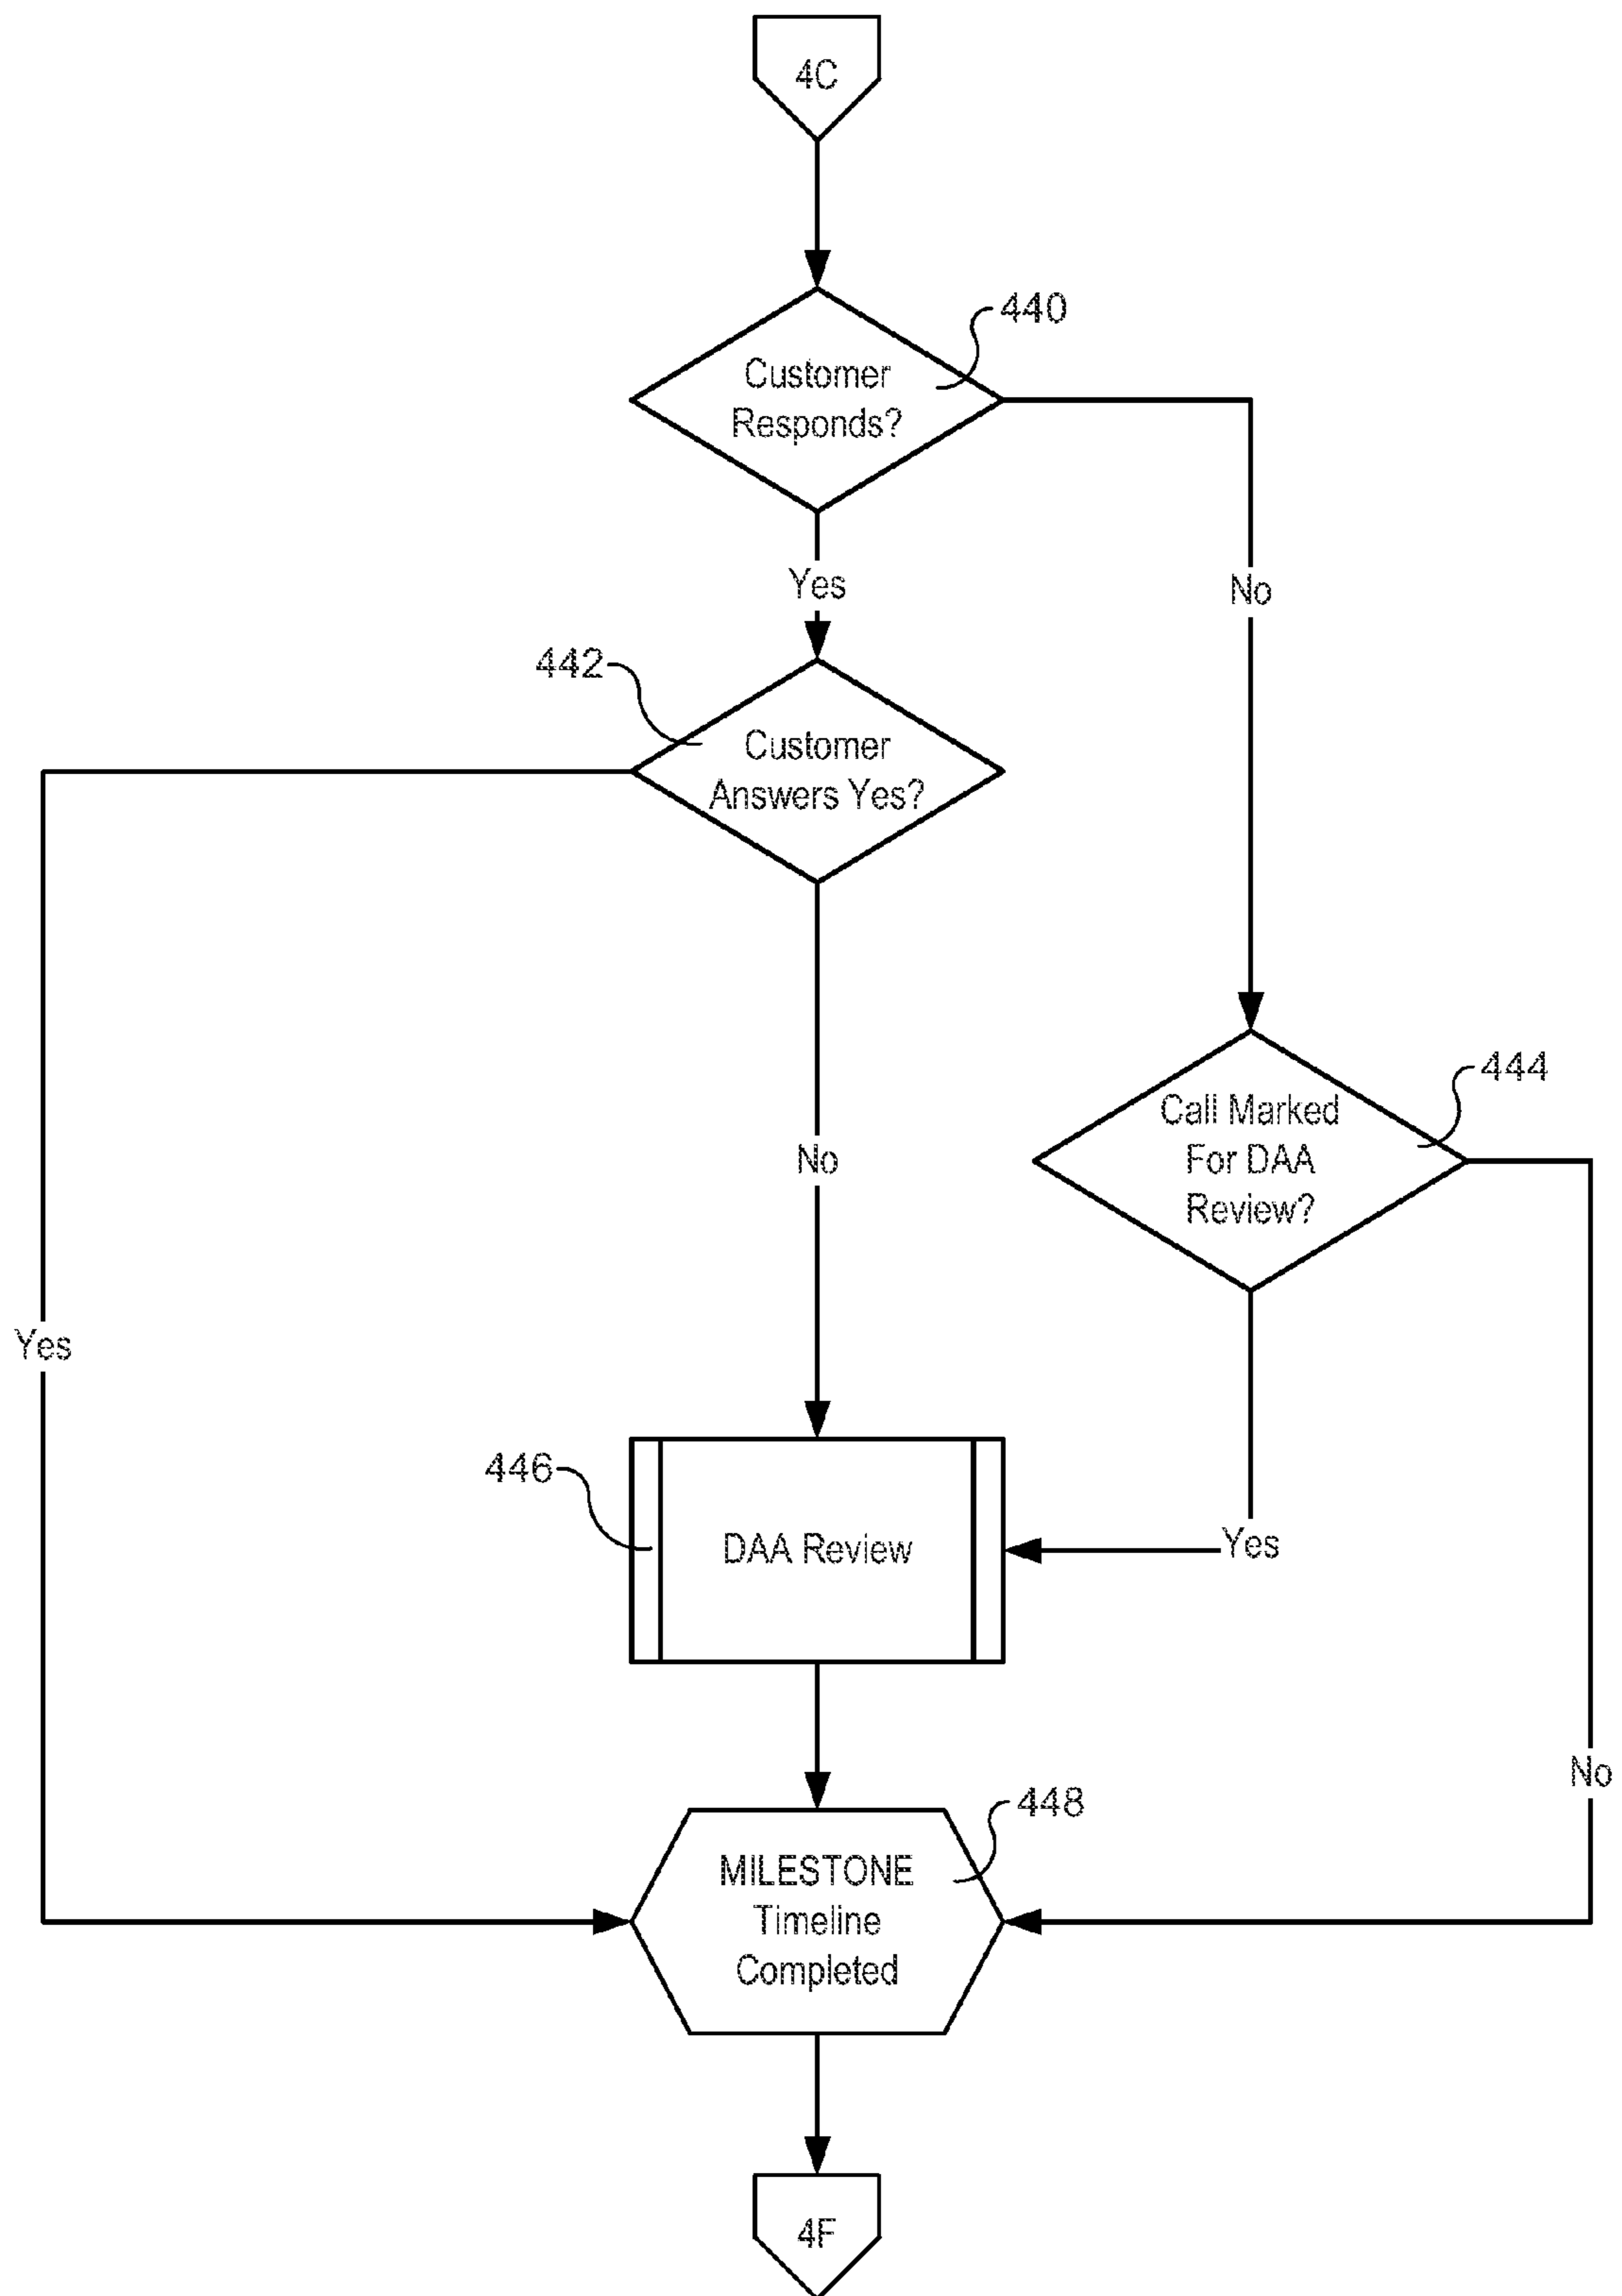 4C
440
Customer
Responds?
Yes
No
442
Customer
Answers Yes?
444
Call Marked
For DAA
Review?
No
Yes
446
DAA Review
Yes
No
448
MILESTONE
Timeline
Completed
4F